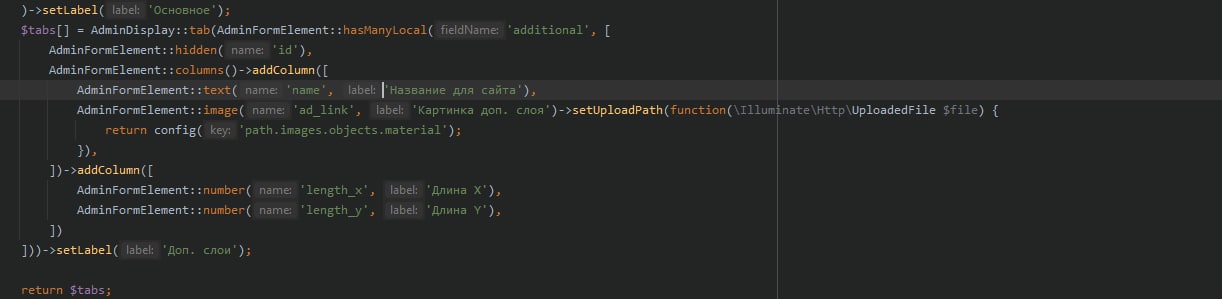 )->setLabel( label: 'Основное');
$tabs[] = AdminDisplay::tab(AdminFormElement::hasManyLocal( fieldName: 'additional', [
AdminFormElement::hidden( name: 'id'),
AdminFormElement::columns()->addColumn([
AdminFormElement::text( name: 'name', label: 'Название для сайта'),
AdminFormElement::image( name: 'ad_link', label: 'Картинка доп. слоя')->setUploadPath(function(\Illuminate\Http\UploadedFile $file) {
return config( key: 'path.images.objects.material');
}),
])->addColumn([
AdminFormElement::number( name: 'length_x', label: 'Длина X'),
AdminFormElement::number( name: 'length_y', label: 'Длина Y'),
])
]))->setLabel( label: 'Доп. слои');
return $tabs;